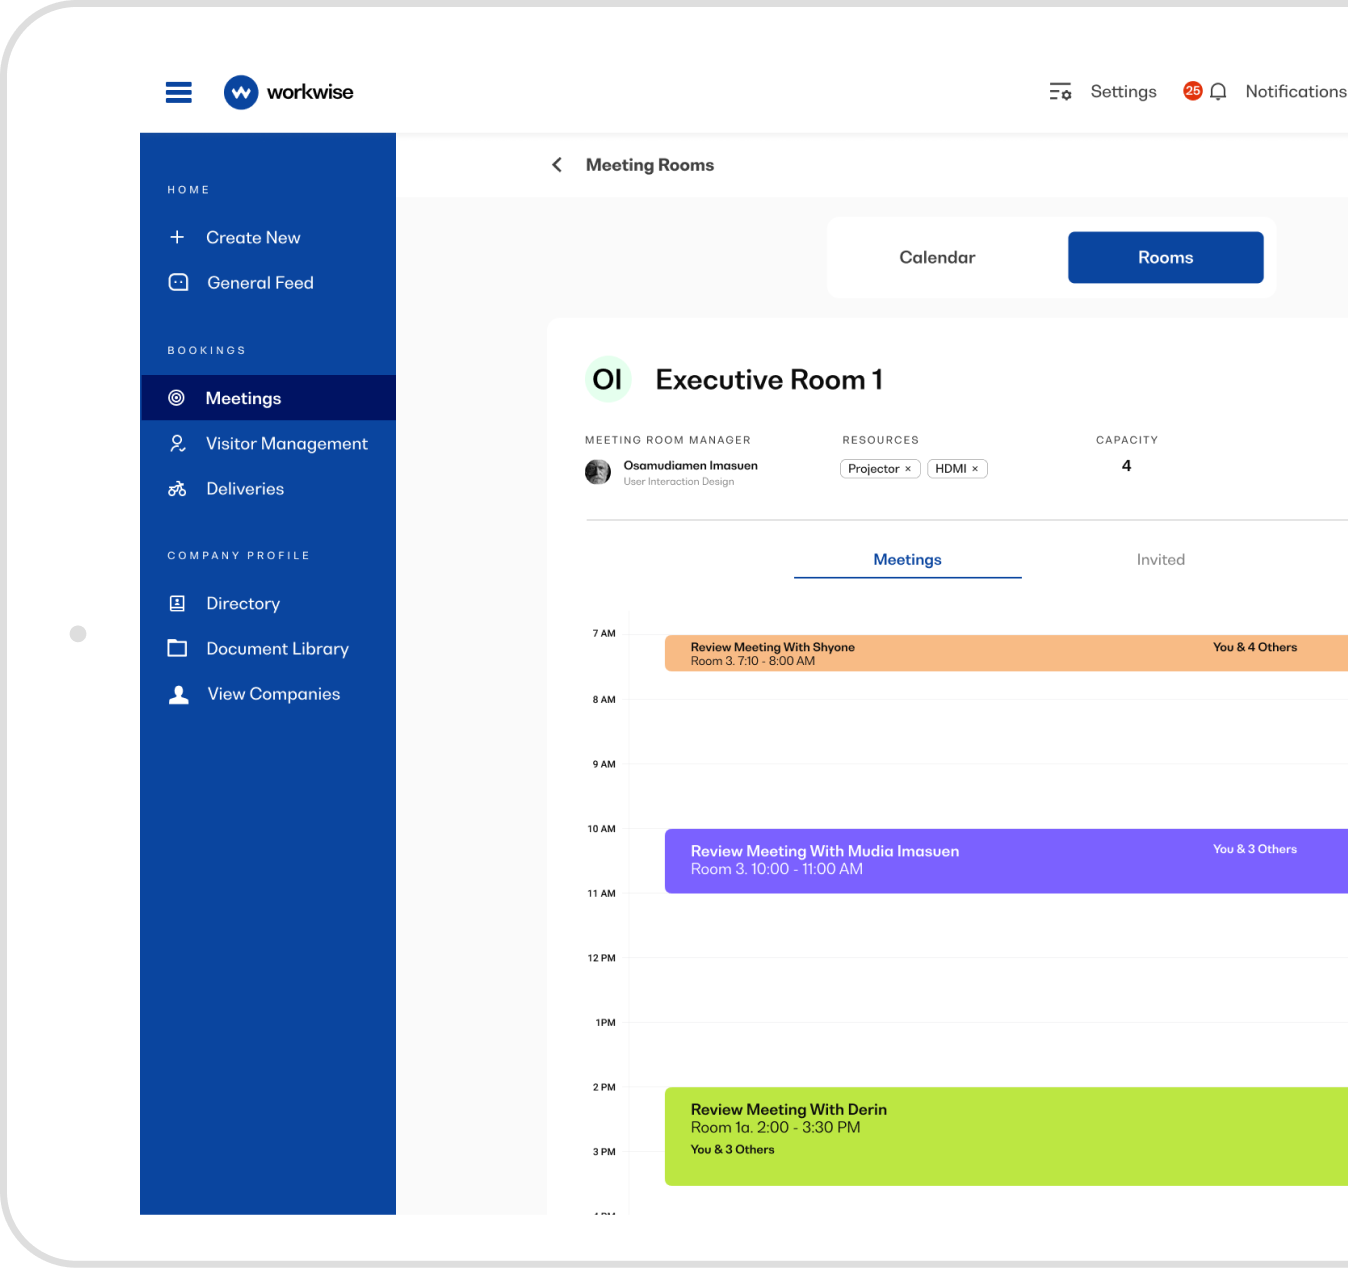 workwise
Settings
25
Notifications
HOME
Create New
General Feed
BOOKINGS
Meetings
Visitor Management
Deliveries
COMPANY PROFILE
Directory
Document Library
View Companies
Meeting Rooms
Calendar
Rooms
OI
Executive Room 1
MEETING ROOM MANAGER
Osamudiamen Imasuen
User Interaction Design
RESOURCES
Projector ×
HDMI ×
CAPACITY
4
Meetings
Invited
7 AM
Review Meeting With Shyone
Room 3. 7:10 - 8:00 AM
You & 4 Others
8 AM
9 AM
10 AM
Review Meeting With Mudia Imasuen
Room 3. 10:00 - 11:00 AM
You & 3 Others
11 AM
12 PM
1PM
2 PM
Review Meeting With Derin
Room 1a. 2:00 - 3:30 PM
You & 3 Others
3 PM